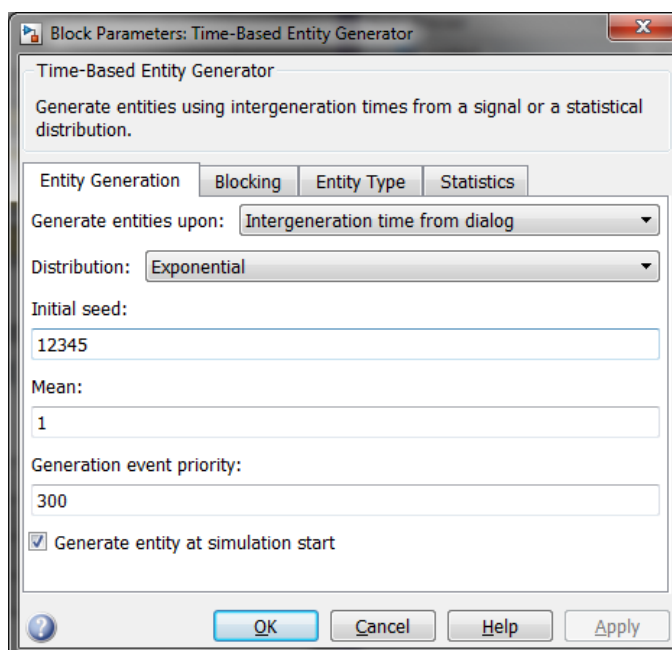 Block Parameters: Time-Based Entity Generator
Time-Based Entity Generator
Generate entities using intergeneration times from a signal or a statistical
distribution.
Entity Generation Blocking Entity Type Statistics
Generate entities upon: Intergeneration time from dialog
Distribution: Exponential
Initial seed:
12345
Mean:
1
Generation event priority:
300
Generate entity at simulation start
OK Cancel Help Apply